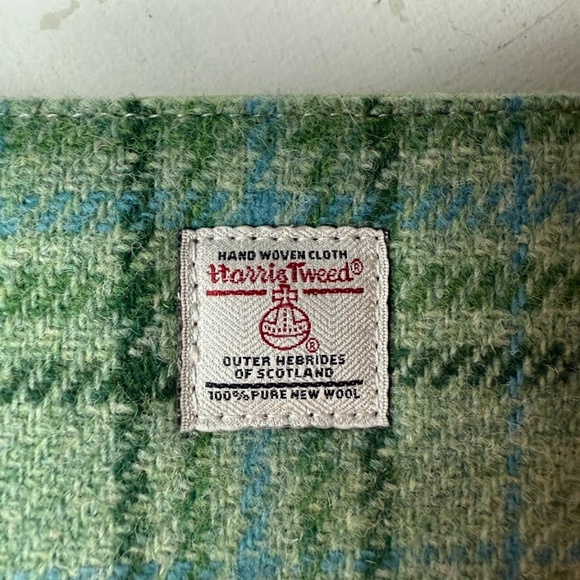 HAND WOVEN CLOTH
Harris Tweed®
®
OUTER HEBRIDES
OF SCOTLAND
100% PURE NEW WOOL